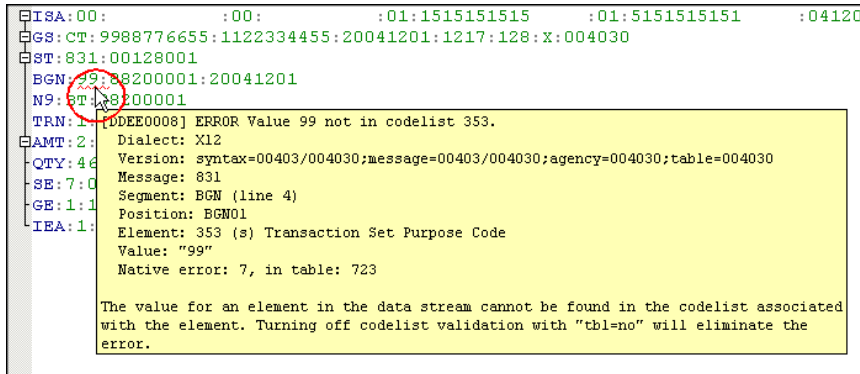 ISA:00:          :00:          :01:1515151515     :01:5151515151     :04120
GS:CT:9988776655:1122334455:20041201:1217:128:X:004030
ST:831:00128001
BGN:99:88200001:20041201
N9:BT:88200001
TRN:1:
[DDEE0008] ERROR Value 99 not in codelist 353.
AMT:2:
Dialect: X12
QTY:46
Version: syntax=00403/004030;message=00403/004030;agency=004030;table=004030
Message: 831
SE:7:0
Segment: BGN (line 4)
GE:1:1
Position: BGN01
IEA:1:
Element: 353 (s) Transaction Set Purpose Code
Value: "99"
Native error: 7, in table: 723
The value for an element in the data stream cannot be found in the codelist associated
with the element. Turning off codelist validation with "tbl=no" will eliminate the
error.